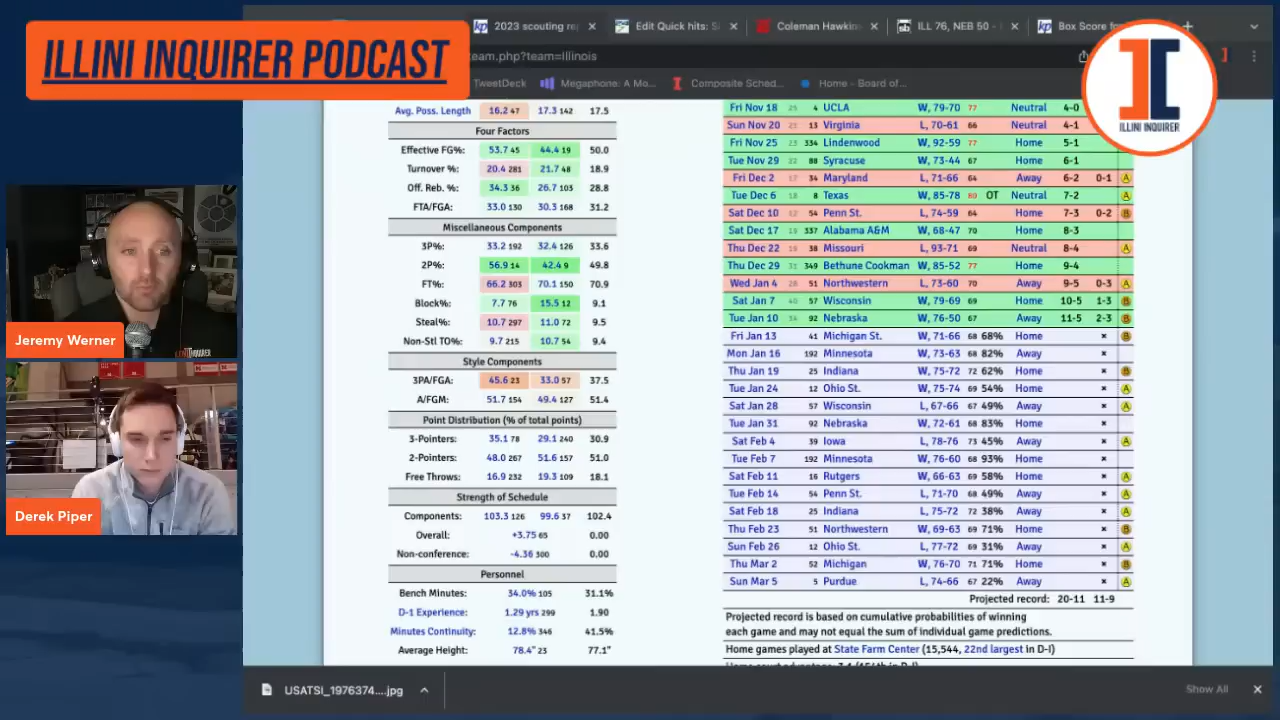 ILLINI INQUIRER PODCAST
2023 scouting re
Edit Quick hits: S
Coleman Hawkin
ILL 76, NEB 50 -
Box Score fo
eam.php?team=Illinois
TweetDeck
Megaphone: A Mo...
Composite Sched...
Home - Board of...
ILLINI INQUIRER
Jeremy Werner
Derek Piper
Avg. Poss. Length 16.2 47 17.3 142 17.5
Four Factors
Effective FG%: 53.7 45 44.4 19 50.0
Turnover %: 20.4 281 21.7 48 18.9
Off. Reb. %: 34.3 36 26.7 103 28.8
FTA/FGA: 33.0 130 30.3 168 31.2
Miscellaneous Components
3P%: 33.2 192 32.4 126 33.6
2P%: 56.9 14 42.4 9 49.8
FT%: 66.2 303 70.1 150 70.9
Block%: 7.7 76 15.5 12 9.1
Steal%: 10.7 297 11.0 72 9.5
Non-Stl TO%: 9.7 215 10.7 54 9.4
Style Components
3PA/FGA: 45.6 23 33.0 57 37.5
A/FGM: 51.7 154 49.4 127 51.4
Point Distribution (% of total points)
3-Pointers: 35.1 78 29.1 240 30.9
2-Pointers: 48.0 267 51.6 157 51.0
Free Throws: 16.9 232 19.3 109 18.1
Strength of Schedule
Components: 103.3 126 99.6 37 102.4
Overall: +3.75 65 0.00
Non-conference: -4.36 300 0.00
Personnel
Bench Minutes: 34.0% 105 31.1%
D-1 Experience: 1.29 yrs 299 1.90
Minutes Continuity: 12.8% 346 41.5%
Average Height: 78.4" 23 77.1"
Fri Nov 18 25 4 UCLA W, 79-70 77 Neutral 4-0
Sun Nov 20 21 13 Virginia L, 70-61 66 Neutral 4-1
Fri Nov 25 23 334 Lindenwood W, 92-59 77 Home 5-1
Tue Nov 29 22 88 Syracuse W, 73-44 67 Home 6-1
Fri Dec 2 17 34 Maryland L, 71-66 64 Away 6-2 0-1 A
Tue Dec 6 18 8 Texas W, 85-78 80 OT Neutral 7-2 A
Sat Dec 10 12 54 Penn St. L, 74-59 64 Home 7-3 0-2 B
Sat Dec 17 19 337 Alabama A&M W, 68-47 70 Home 8-3
Thu Dec 22 16 38 Missouri L, 93-71 69 Neutral 8-4 A
Thu Dec 29 31 349 Bethune Cookman W, 85-52 77 Home 9-4
Wed Jan 4 28 51 Northwestern L, 73-60 70 Away 9-5 0-3 A
Sat Jan 7 40 57 Wisconsin W, 79-69 69 Home 10-5 1-3 B
Tue Jan 10 34 92 Nebraska W, 76-50 67 Away 11-5 2-3 B
Fri Jan 13 41 Michigan St. W, 71-66 68 68% Home × B
Mon Jan 16 192 Minnesota W, 73-63 68 82% Away ×
Thu Jan 19 25 Indiana W, 75-72 72 62% Home × B
Tue Jan 24 12 Ohio St. W, 75-74 69 54% Home × A
Sat Jan 28 57 Wisconsin L, 67-66 67 49% Away × A
Tue Jan 31 92 Nebraska W, 72-61 68 83% Home ×
Sat Feb 4 39 Iowa L, 78-76 73 45% Away × A
Tue Feb 7 192 Minnesota W, 76-60 68 93% Home ×
Sat Feb 11 16 Rutgers W, 66-63 69 58% Home × A
Tue Feb 14 54 Penn St. L, 71-70 68 49% Away × A
Sat Feb 18 25 Indiana L, 75-72 72 38% Away × A
Thu Feb 23 51 Northwestern W, 69-63 69 71% Home × B
Sun Feb 26 12 Ohio St. L, 77-72 69 31% Away × A
Thu Mar 2 52 Michigan W, 76-70 71 71% Home × B
Sun Mar 5 5 Purdue L, 74-66 67 22% Away × A
Projected record: 20-11 11-9
Projected record is based on cumulative probabilities of winning
each game and may not equal the sum of individual game predictions.
Home games played at State Farm Center (15,544, 22nd largest in D-I)
USATSI_1976374....jpg
Show All